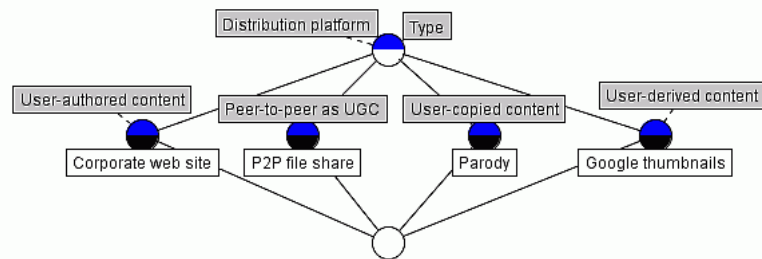 Distribution platform
Type
User-authored content
Peer-to-peer as UGC
User-copied content
User-derived content
Corporate web site
P2P file share
Parody
Google thumbnails